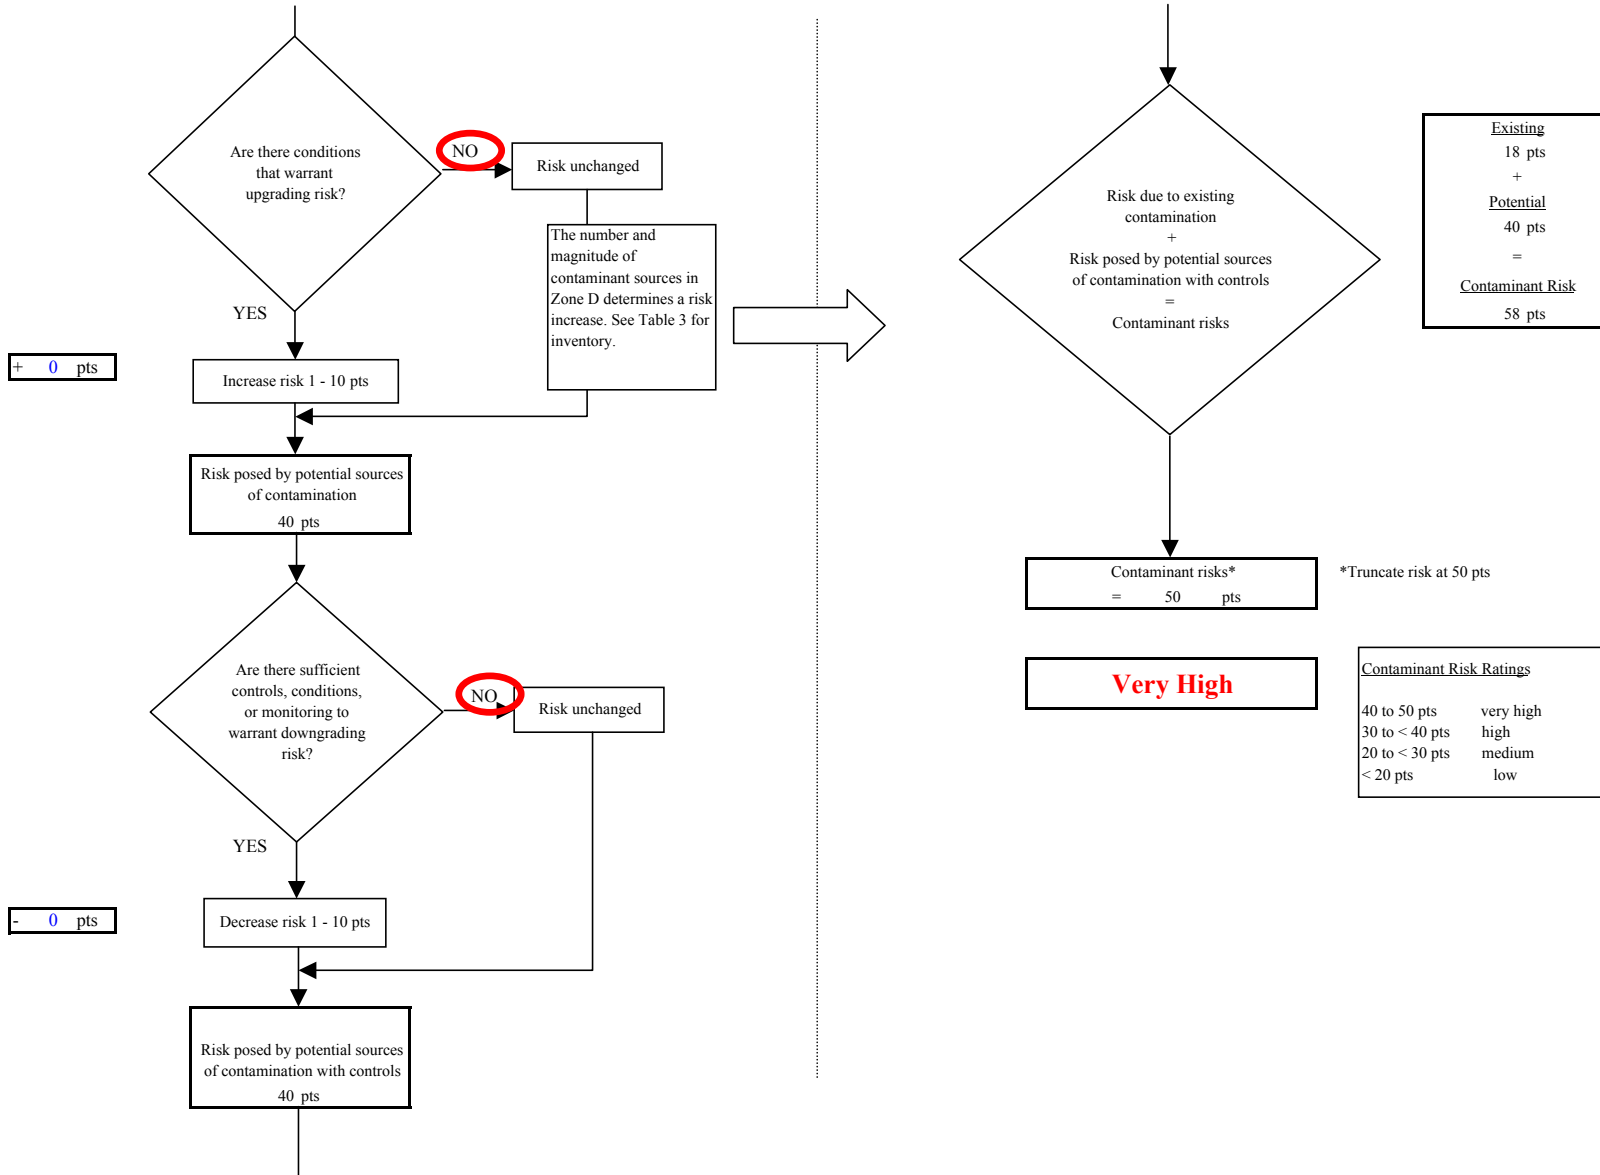 Are there conditions
that warrant
upgrading risk?
NO
Risk unchanged
The number and
magnitude of
contaminant sources in
Zone D determines a risk
increase. See Table 3 for
inventory.
YES
+ 0 pts
Increase risk 1 - 10 pts
Risk posed by potential sources
of contamination
40 pts
Are there sufficient
controls, conditions,
or monitoring to
warrant downgrading
risk?
NO
Risk unchanged
YES
- 0 pts
Decrease risk 1 - 10 pts
Risk posed by potential sources
of contamination with controls
40 pts
Risk due to existing
contamination
+
Risk posed by potential sources
of contamination with controls
=
Contaminant risks
Existing
18 pts
+
Potential
40 pts
=
Contaminant Risk
58 pts
Contaminant risks*
= 50 pts
*Truncate risk at 50 pts
Very High
Contaminant Risk Ratings
40 to 50 pts very high
30 to < 40 pts high
20 to < 30 pts medium
< 20 pts low